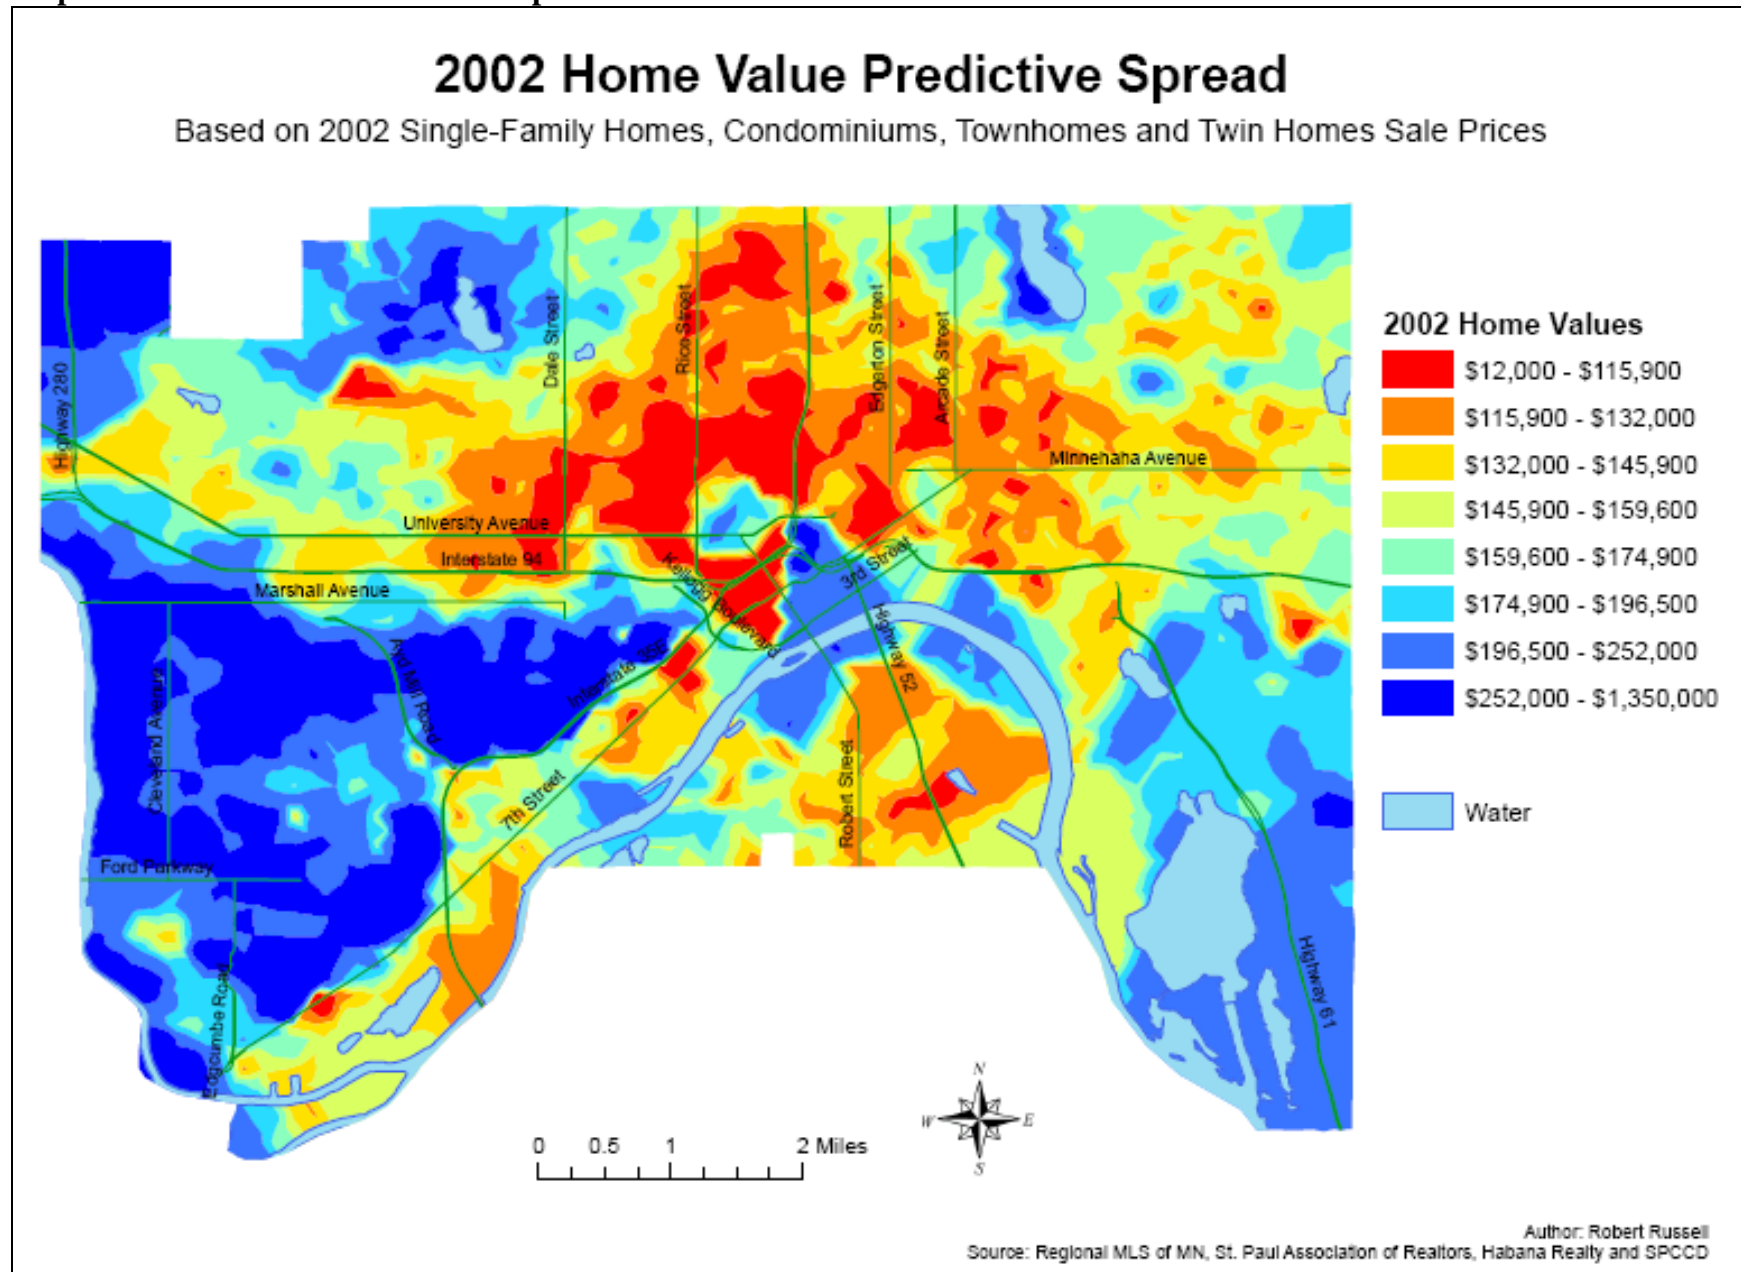 2002 Home Value Predictive Spread
Based on 2002 Single-Family Homes, Condominiums, Townhomes and Twin Homes Sale Prices
Highway 280
Dale Street
Rice Street
Edgerton Street
Arcade Street
Minnehaha Avenue
University Avenue
Interstate 94
Marshall Avenue
Kellogg Boulevard
3rd Street
Highway 52
Interstate 35E
Ayd Mill Road
Cleveland Avenue
7th Street
Robert Street
Ford Parkway
Edgcumbe Road
Highway 61
2002 Home Values
$12,000 - $115,900
$115,900 - $132,000
$132,000 - $145,900
$145,900 - $159,600
$159,600 - $174,900
$174,900 - $196,500
$196,500 - $252,000
$252,000 - $1,350,000
Water
N
W E
S
0 0.5 1 2 Miles
Author: Robert Russell
Source: Regional MLS of MN, St. Paul Association of Realtors, Habana Realty and SPCCD